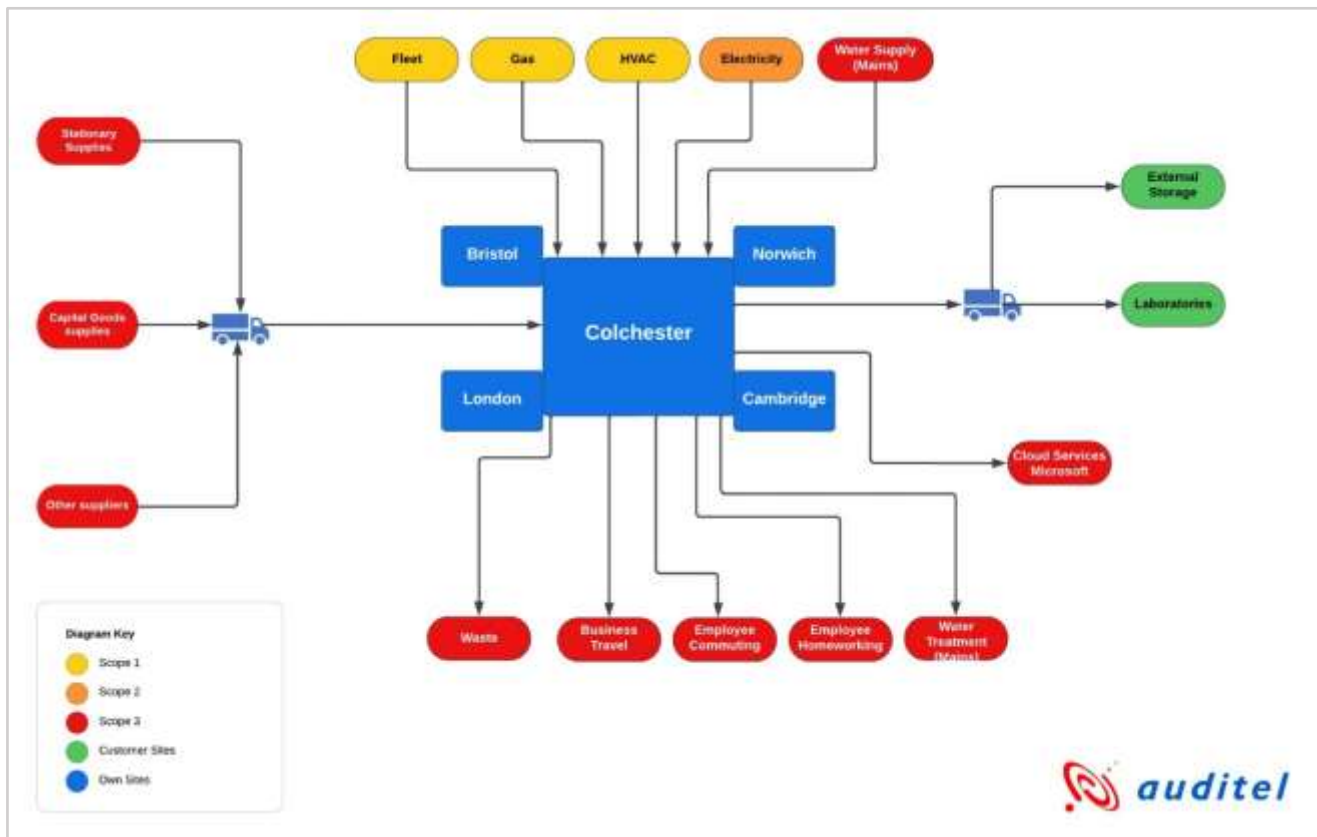 Fleet
Gas
HVAC
Electricity
Water Supply
(Mains)
Stationary
Supplies
External
Storage
Bristol
Norwich
Capital Goods
supplies
Colchester
Laboratories
London
Cambridge
Cloud Services
Microsoft
Other suppliers
Waste
Business
Travel
Employee
Commuting
Employee
Homeworking
Water
Treatment
(Mains)
Diagram Key
Scope 1
Scope 2
Scope 3
Customer Sites
Own Sites
auditel